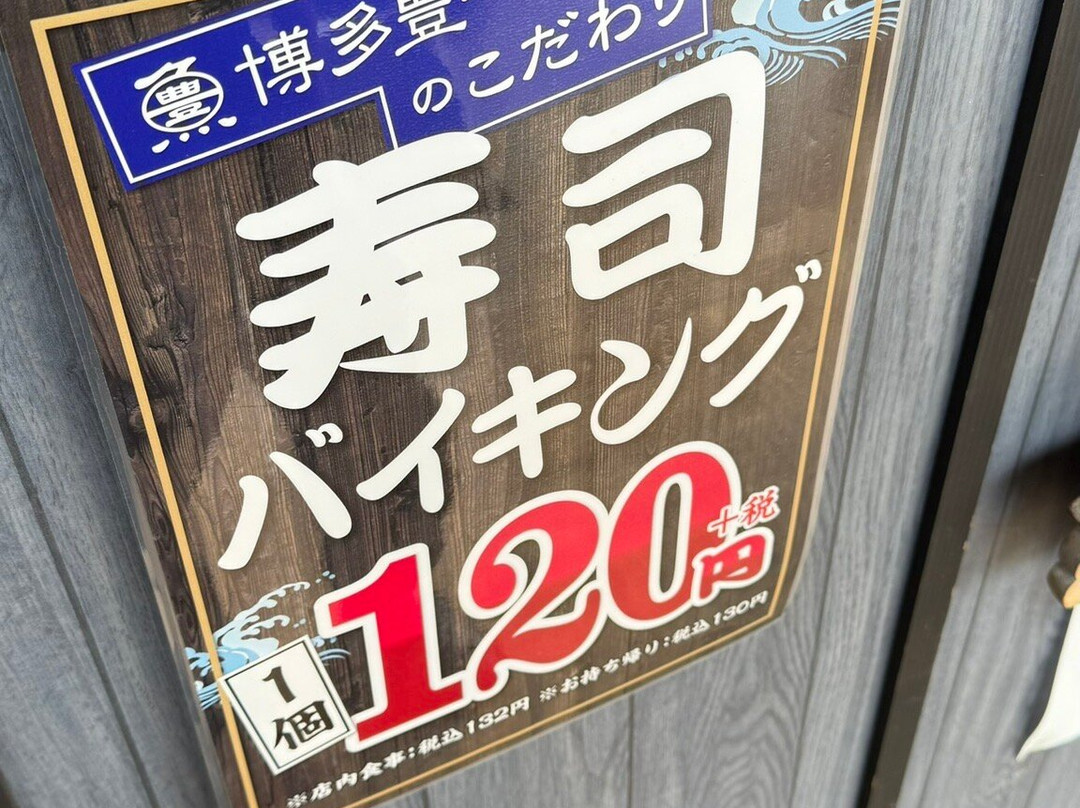 博多豊
のこだわり
寿司
バイキング
120円
+税
1個
※店内食事:税込132円 ※お持ち帰り:税込130円